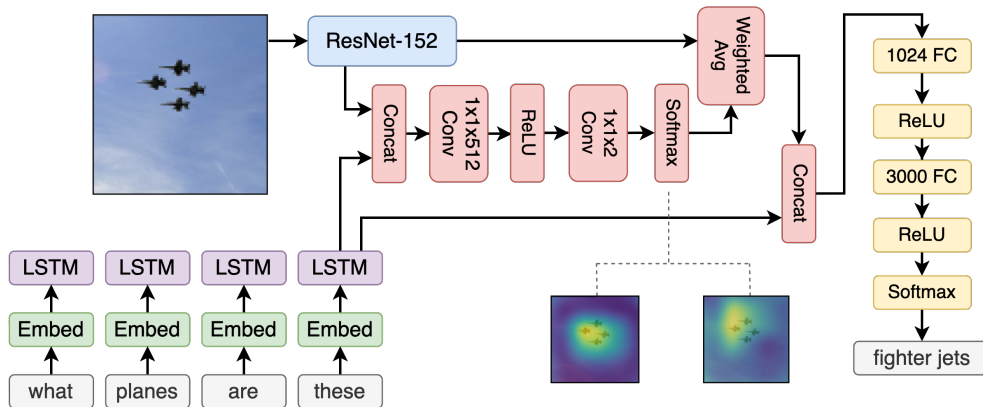 ResNet-152
Weighted
Avg
Concat
1x1x512
Conv
ReLU
1x1x2
Conv
Softmax
Concat
1024 FC
ReLU
3000 FC
ReLU
Softmax
fighter jets
LSTM
LSTM
LSTM
LSTM
Embed
Embed
Embed
Embed
what
planes
are
these